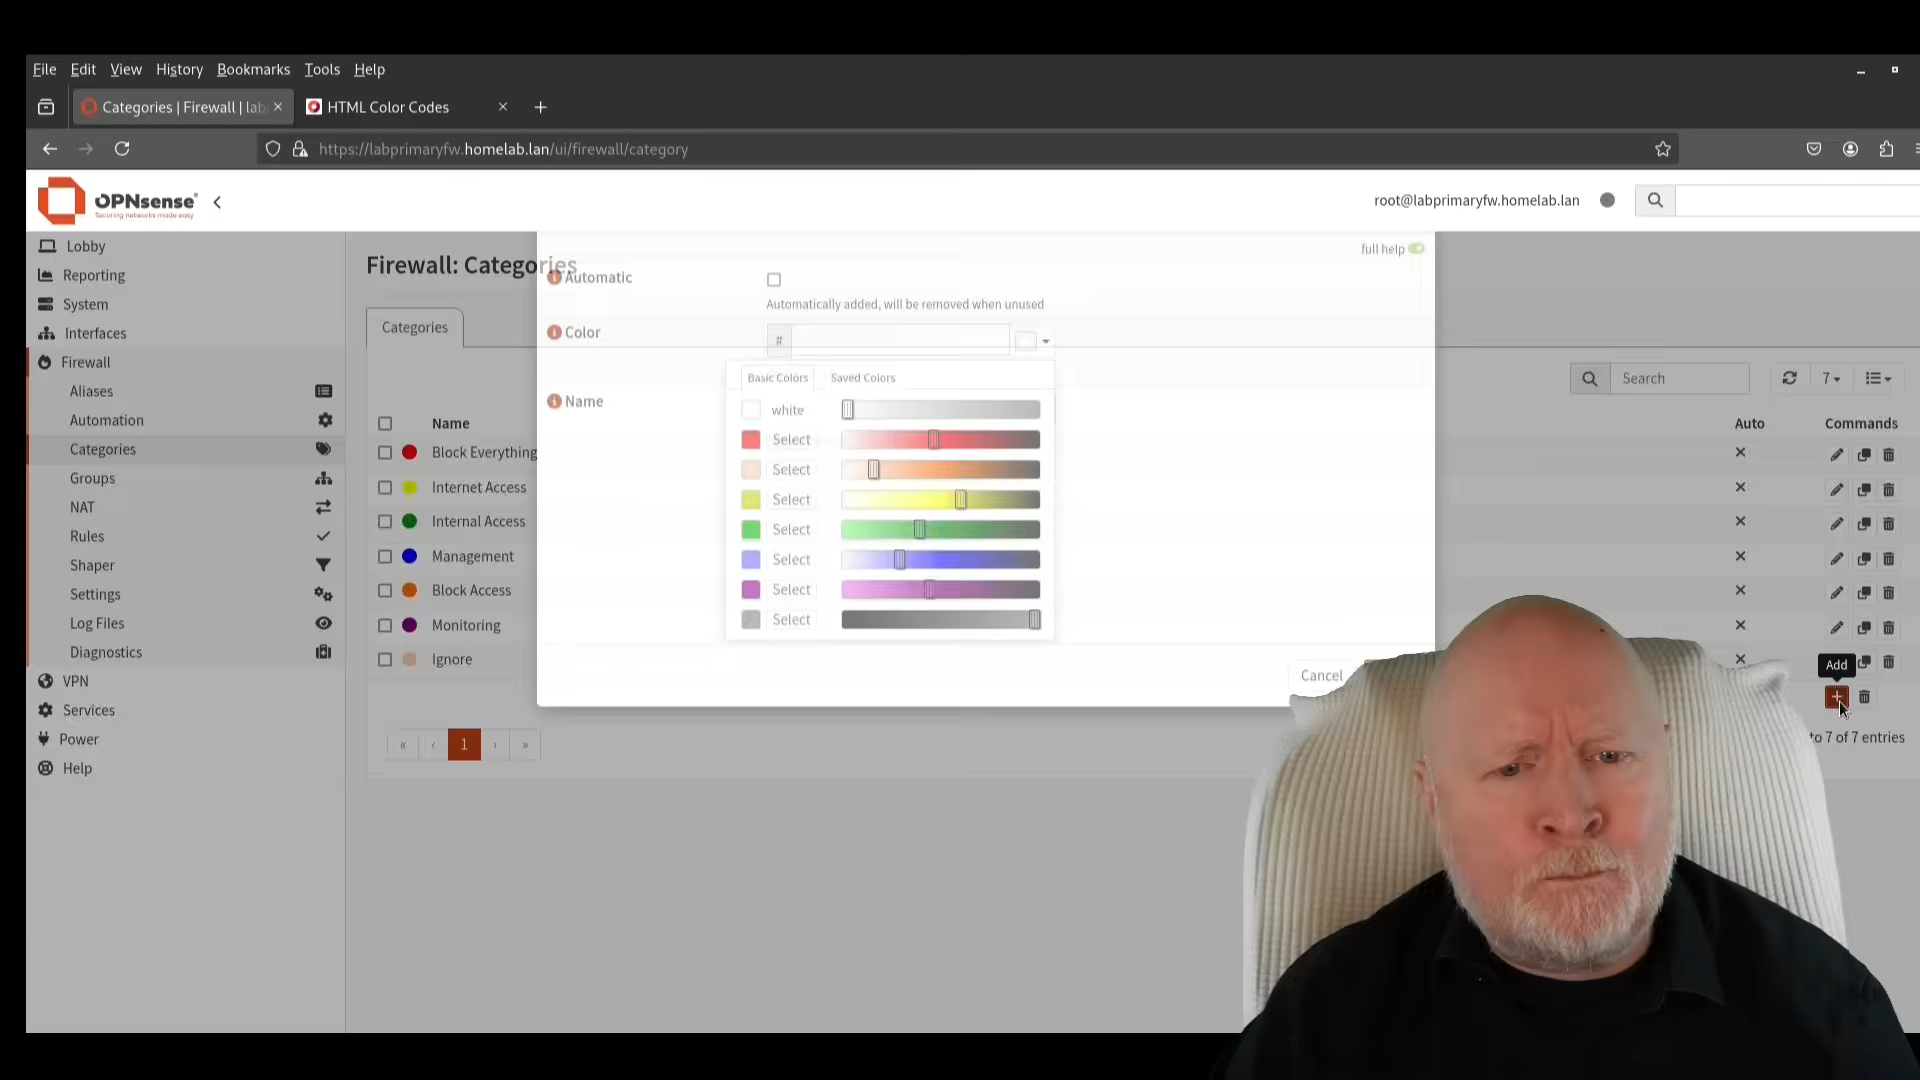 File Edit View History Bookmarks Tools Help
Categories | Firewall | lab
HTML Color Codes
https://labprimaryfw.homelab.lan/ui/firewall/category
OPNsense
Securing networks made easy
root@labprimaryfw.homelab.lan
Lobby
Reporting
System
Interfaces
Firewall
Aliases
Automation
Categories
Groups
NAT
Rules
Shaper
Settings
Log Files
Diagnostics
VPN
Services
Power
Help
Firewall: Categories
Categories
full help
Automatic
Automatically added, will be removed when unused
Color
#
Basic Colors Saved Colors
white
Select
Select
Select
Select
Select
Select
Select
Name
Cancel
Search
7
Name Auto Commands
Block Everything
Internet Access
Internal Access
Management
Block Access
Monitoring
Ignore
Add
« ‹ 1 › »
to 7 of 7 entries